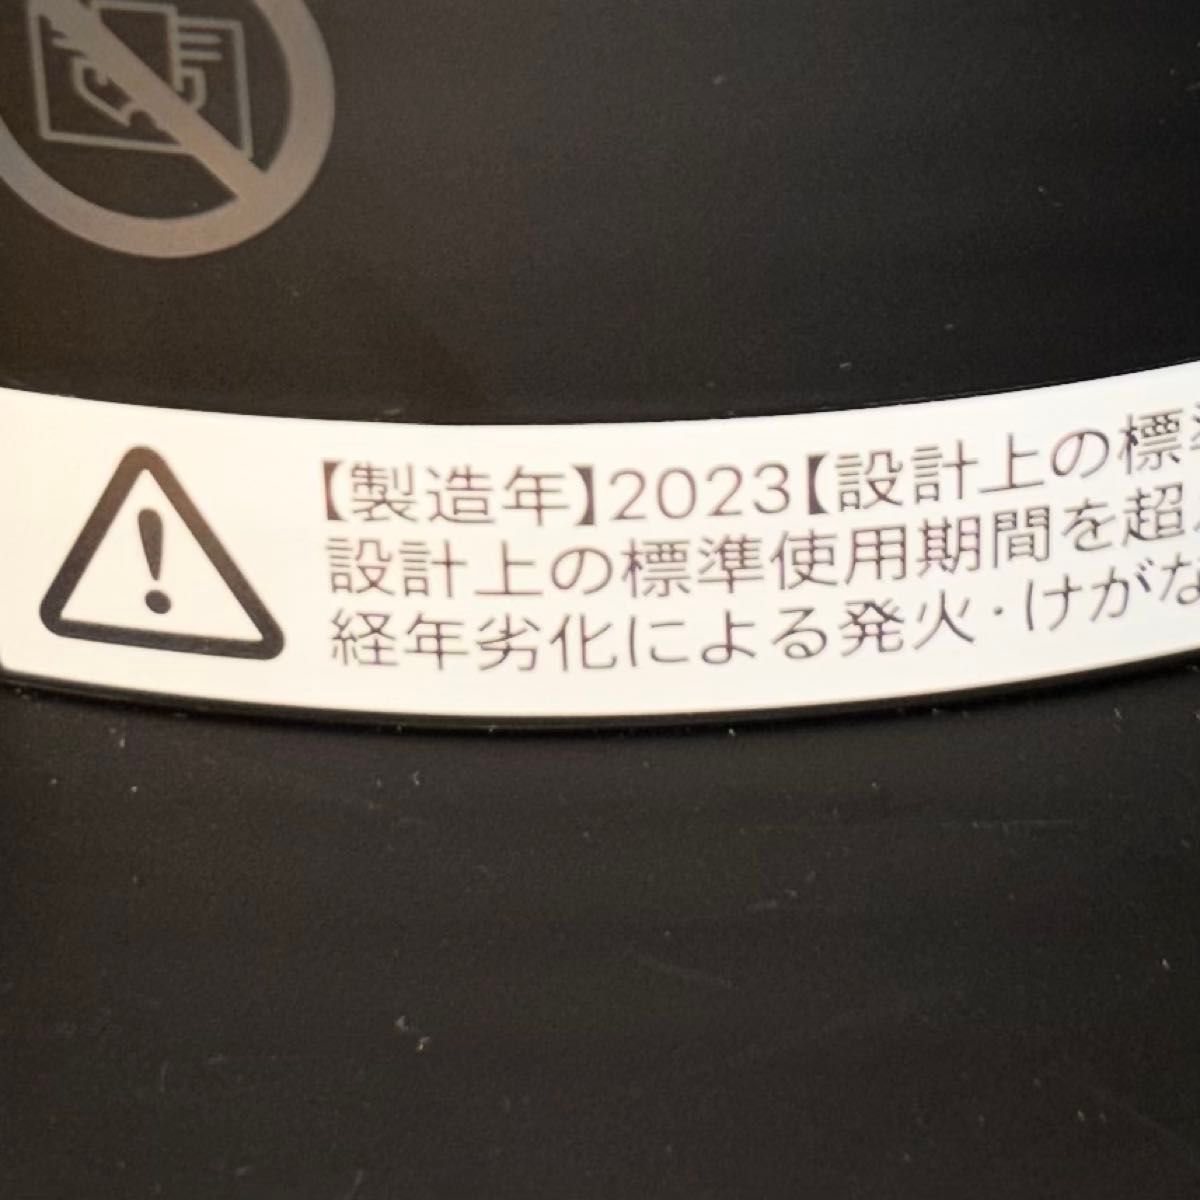 【製造年】2023【設計上の標準
設計上の標準使用期間を超
経年劣化による発火・けがな